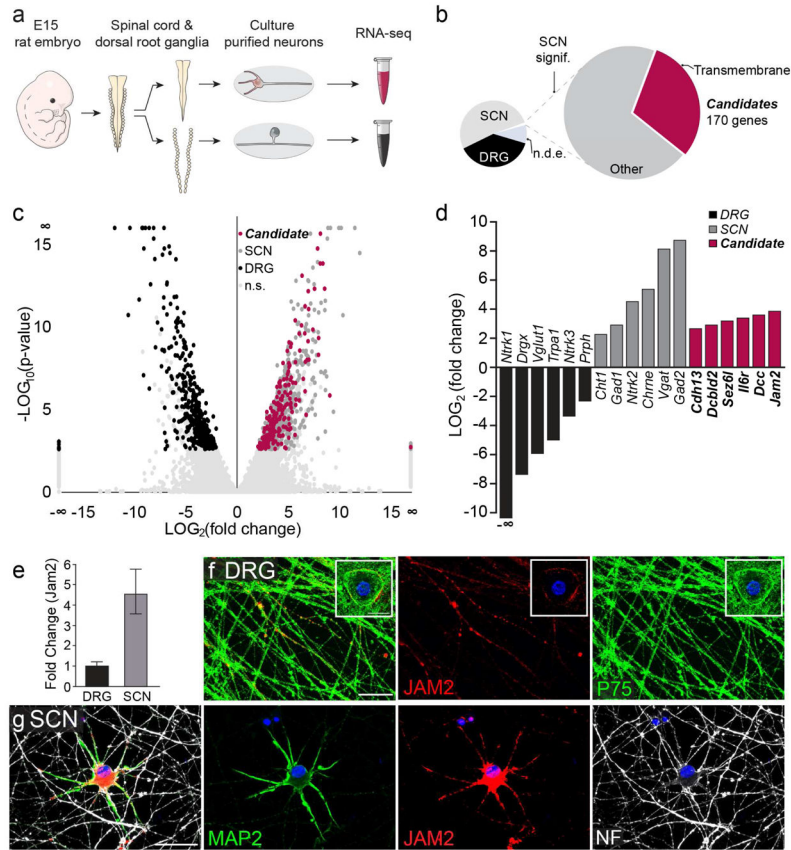 a
E15
rat embryo
Spinal cord &
dorsal root ganglia
Culture
purified neurons
RNA-seq
b
SCN
signif.
Transmembrane
Candidates
170 genes
SCN
n.d.e.
DRG
Other
c
∞
15
10
5
0
-LOG10(p-value)
Candidate
SCN
DRG
n.s.
-∞ -15 -10 -5 0 5 10 15 ∞
LOG2(fold change)
d
DRG
SCN
Candidate
10
8
6
4
2
0
-2
-4
-6
-8
-10
-∞
LOG2 (fold change)
Ntrk1
Drgx
Vglut1
Trpa1
Ntrk3
Prph
Cht1
Gad1
Ntrk2
Chrne
Vgat
Gad2
Cdh13
Dcbld2
Sez6l
Il6r
Dcc
Jam2
e
Fold Change (Jam2)
6
5
4
3
2
1
0
DRG SCN
f DRG
JAM2
P75
g SCN
MAP2
JAM2
NF